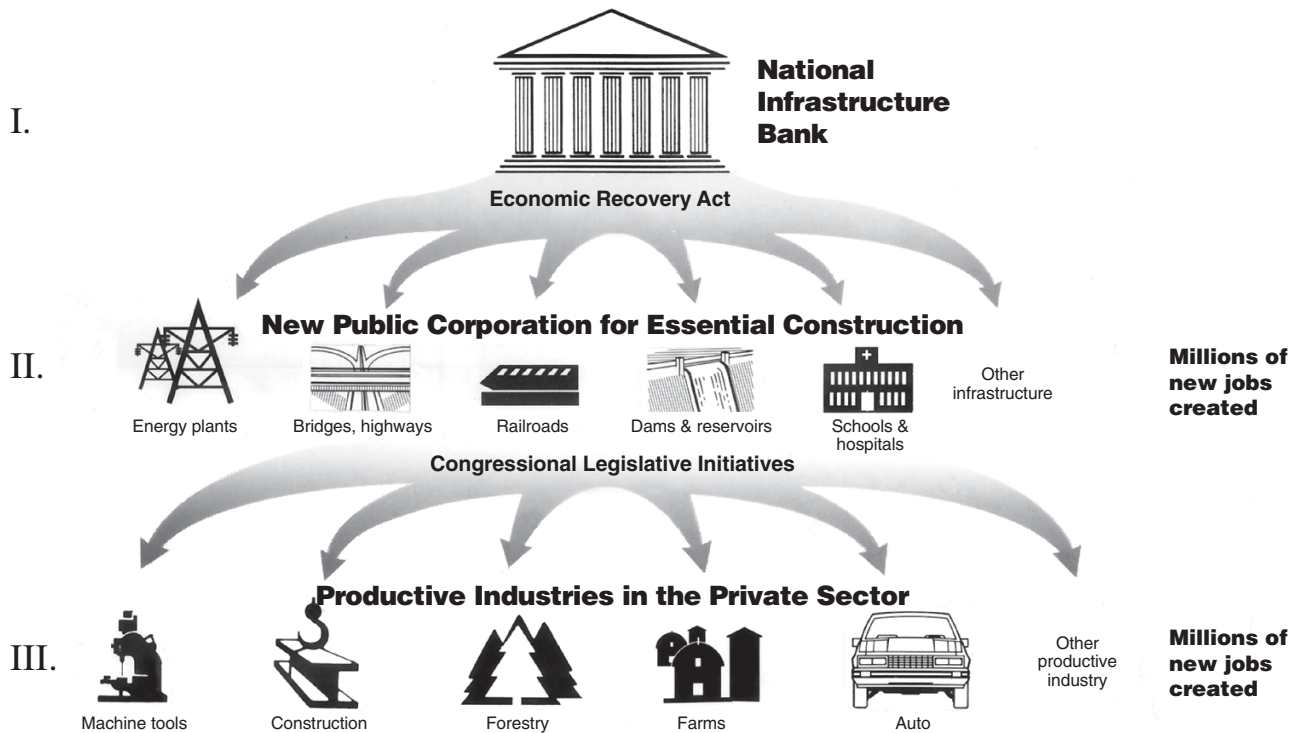 I.
National
Infrastructure
Bank
Economic Recovery Act
New Public Corporation for Essential Construction
II.
Energy plants
Bridges, highways
Railroads
Dams & reservoirs
Schools &
hospitals
Other
infrastructure
Millions of
new jobs
created
Congressional Legislative Initiatives
Productive Industries in the Private Sector
III.
Machine tools
Construction
Forestry
Farms
Auto
Other
productive
industry
Millions of
new jobs
created